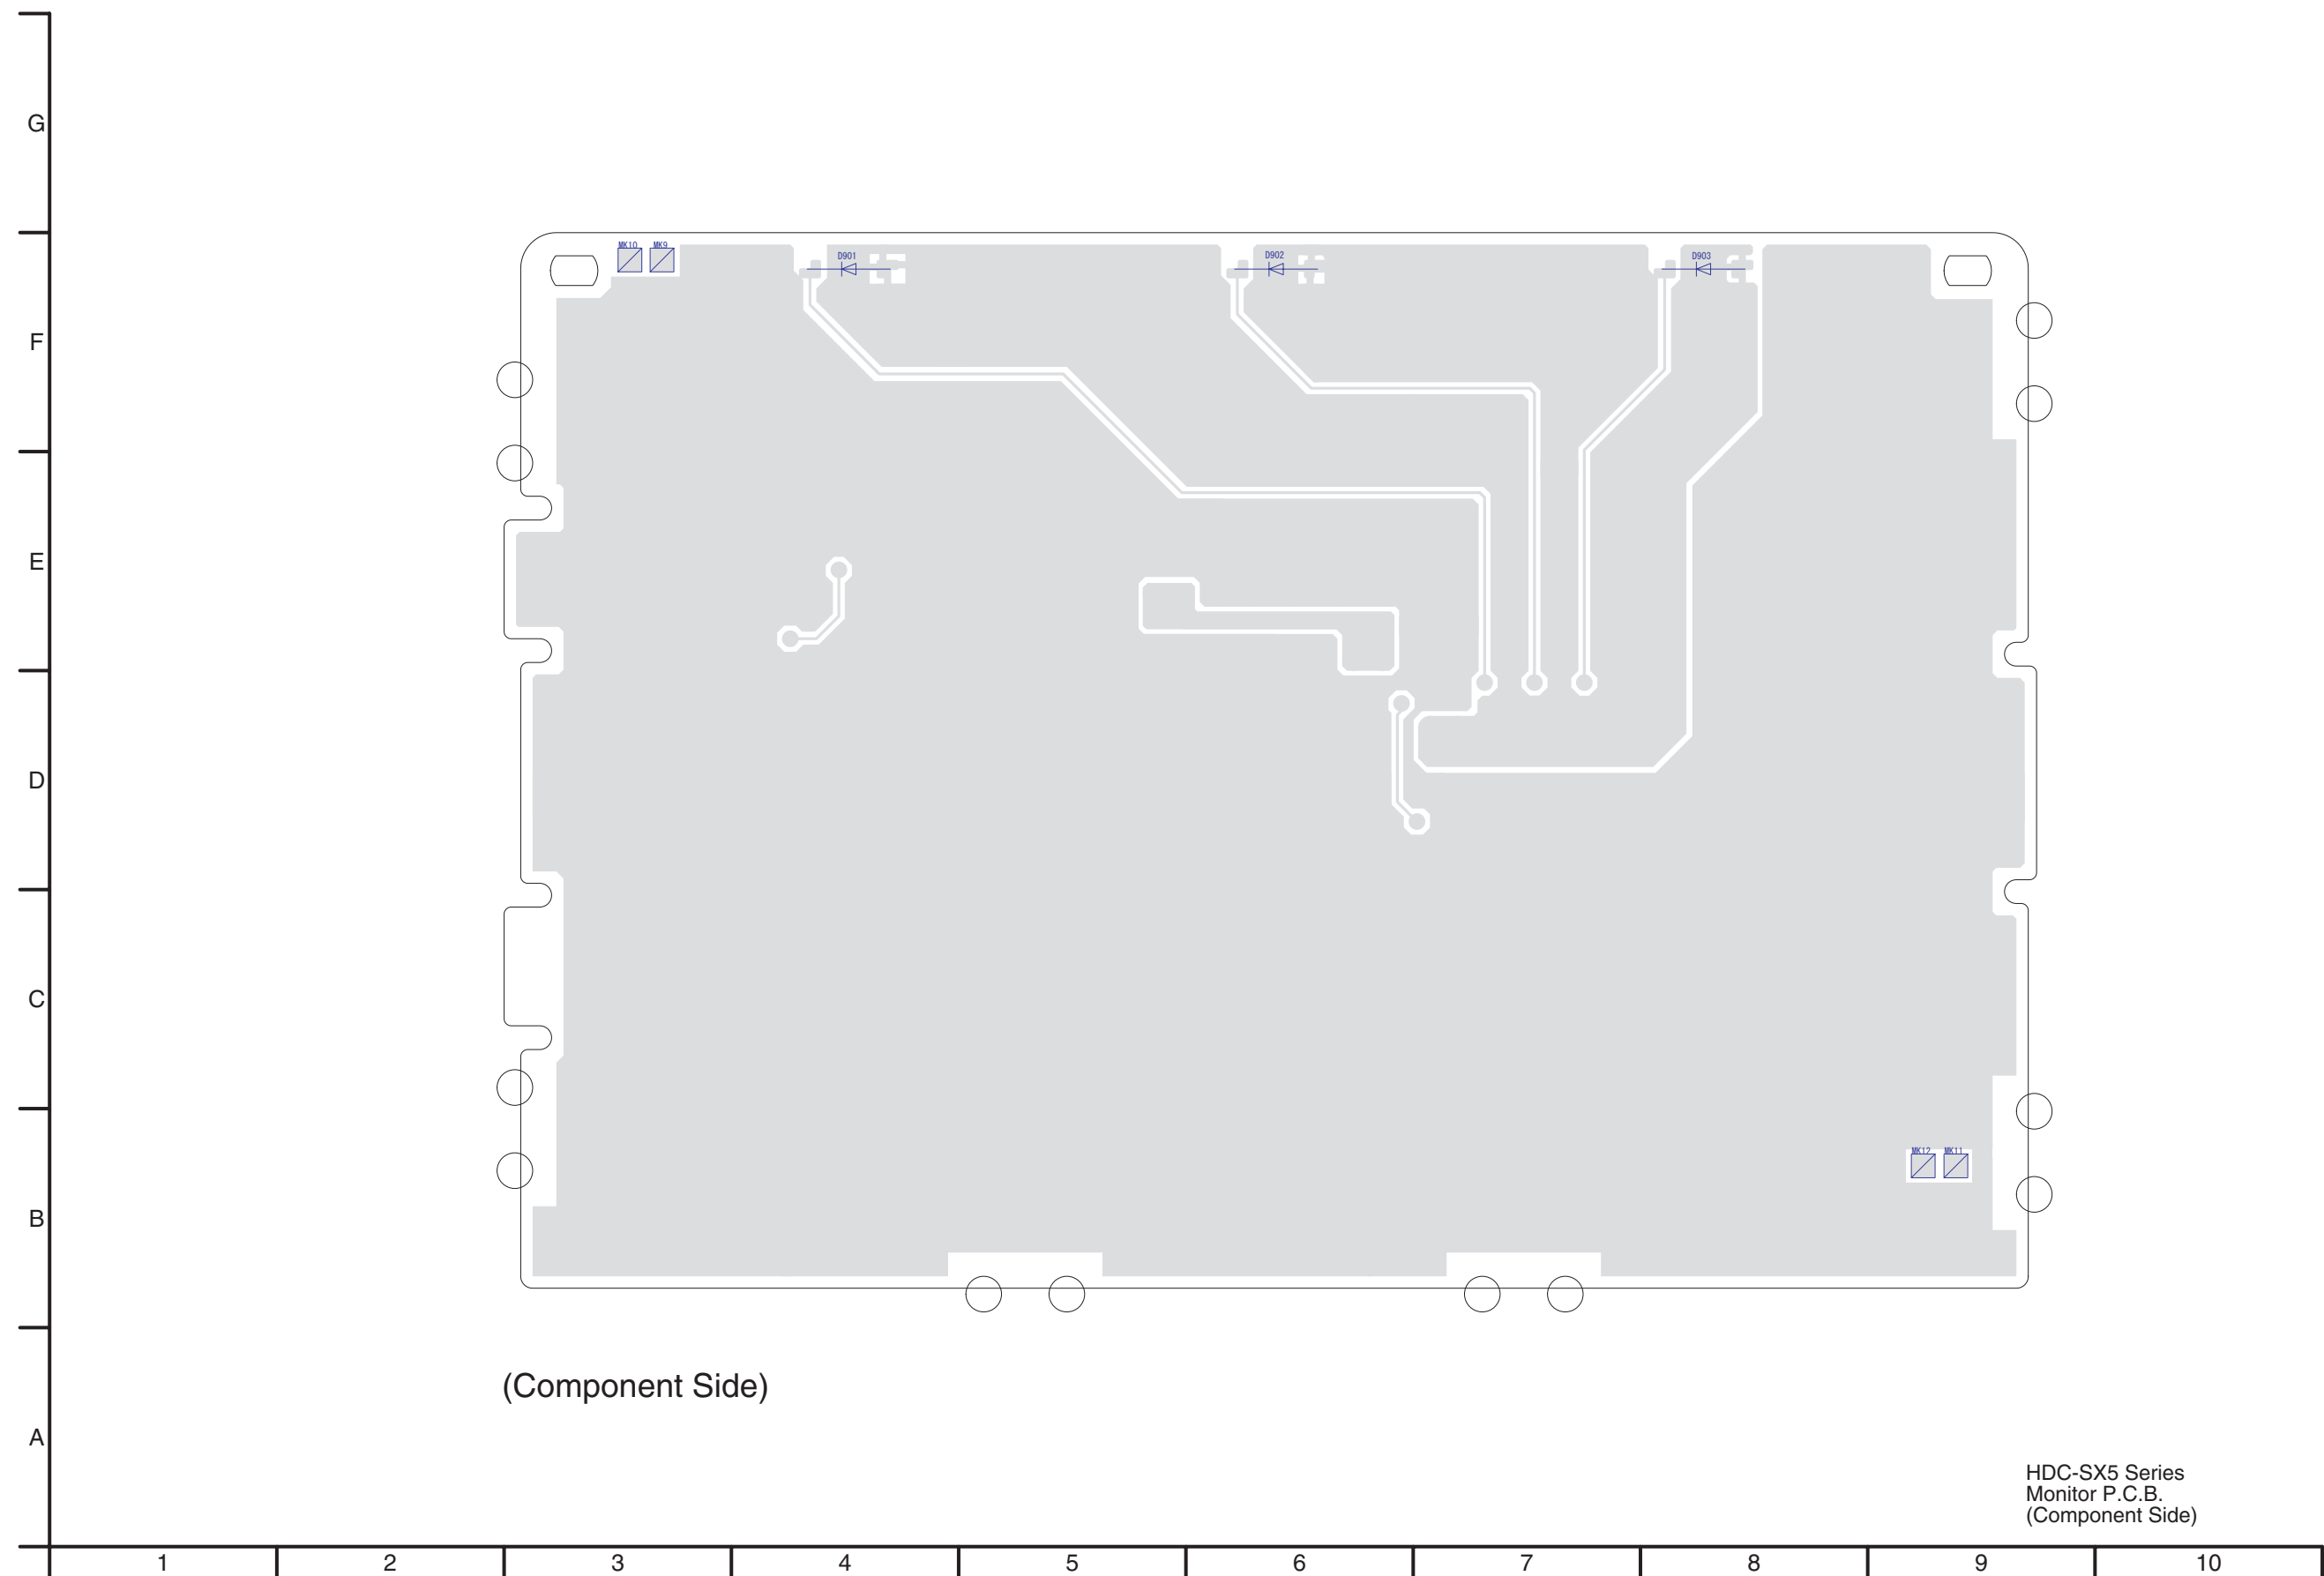 G
MK10 MK9 D901 D902 D903
F
E
D
C
MK12 MK11
B
(Component Side)
A
HDC-SX5 Series
Monitor P.C.B.
(Component Side)
1 2 3 4 5 6 7 8 9 10